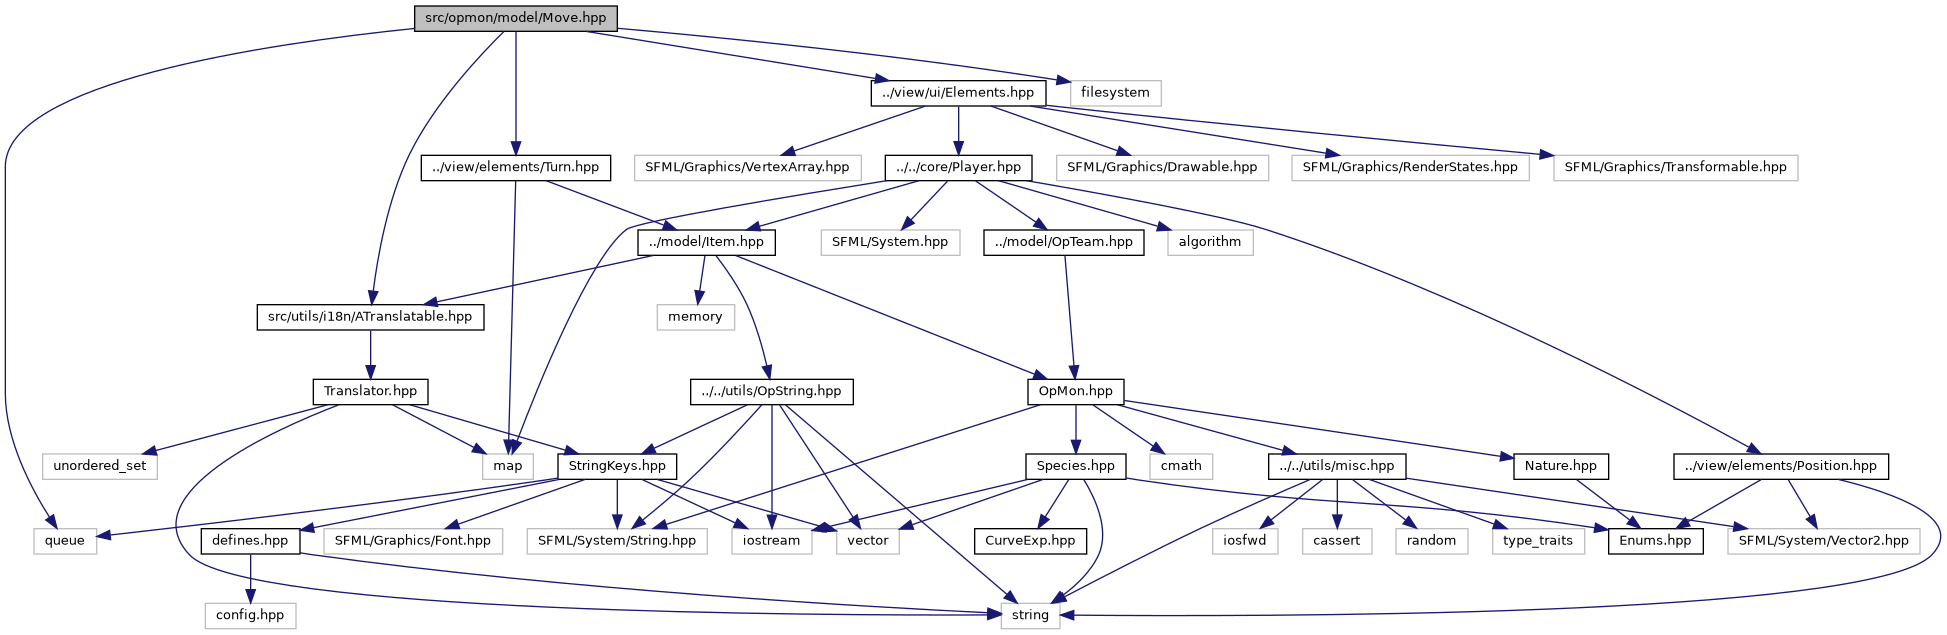 src/opmon/model/Move.hpp
../view/ui/Elements.hpp
filesystem
../view/elements/Turn.hpp
SFML/Graphics/VertexArray.hpp
../../core/Player.hpp
SFML/Graphics/Drawable.hpp
SFML/Graphics/RenderStates.hpp
SFML/Graphics/Transformable.hpp
../model/Item.hpp
SFML/System.hpp
../model/OpTeam.hpp
algorithm
src/utils/i18n/ATranslatable.hpp
memory
Translator.hpp
../../utils/OpString.hpp
OpMon.hpp
unordered_set
map
StringKeys.hpp
Species.hpp
cmath
../../utils/misc.hpp
Nature.hpp
../view/elements/Position.hpp
queue
defines.hpp
SFML/Graphics/Font.hpp
SFML/System/String.hpp
iostream
vector
CurveExp.hpp
iosfwd
cassert
random
type_traits
Enums.hpp
SFML/System/Vector2.hpp
config.hpp
string